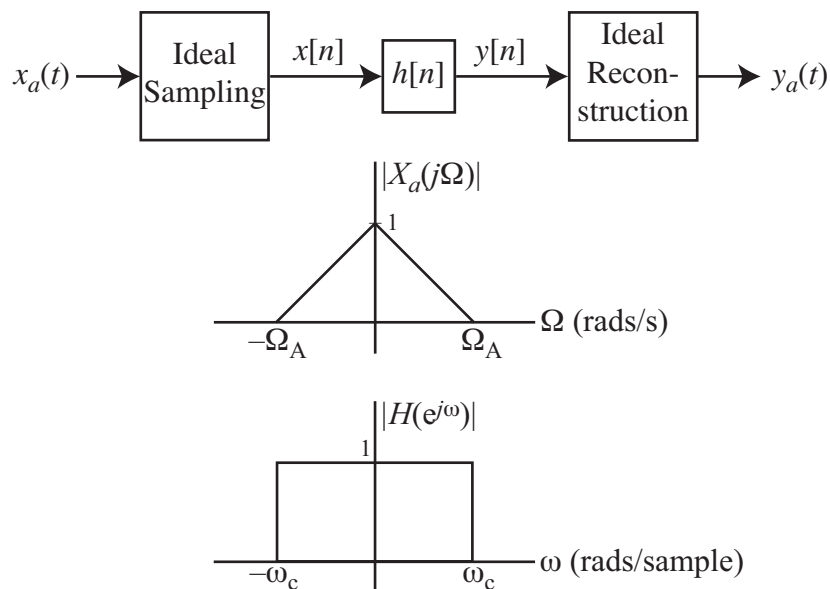 x_a(t)
Ideal
Sampling
x[n]
h[n]
y[n]
Ideal
Recon-
struction
y_a(t)
|X_a(jΩ)|
1
−Ω_A
Ω_A
Ω (rads/s)
|H(e^{jω})|
1
−ω_c
ω_c
ω (rads/sample)